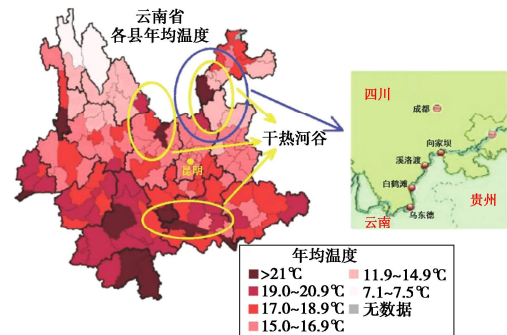 云南省
各县年均温度
干热河谷
昆明
四川
成都
向家坝
溪洛渡
白鹤滩
乌东德
贵州
云南
年均温度
>21℃
19.0~20.9℃
17.0~18.9℃
15.0~16.9℃
11.9~14.9℃
7.1~7.5℃
无数据